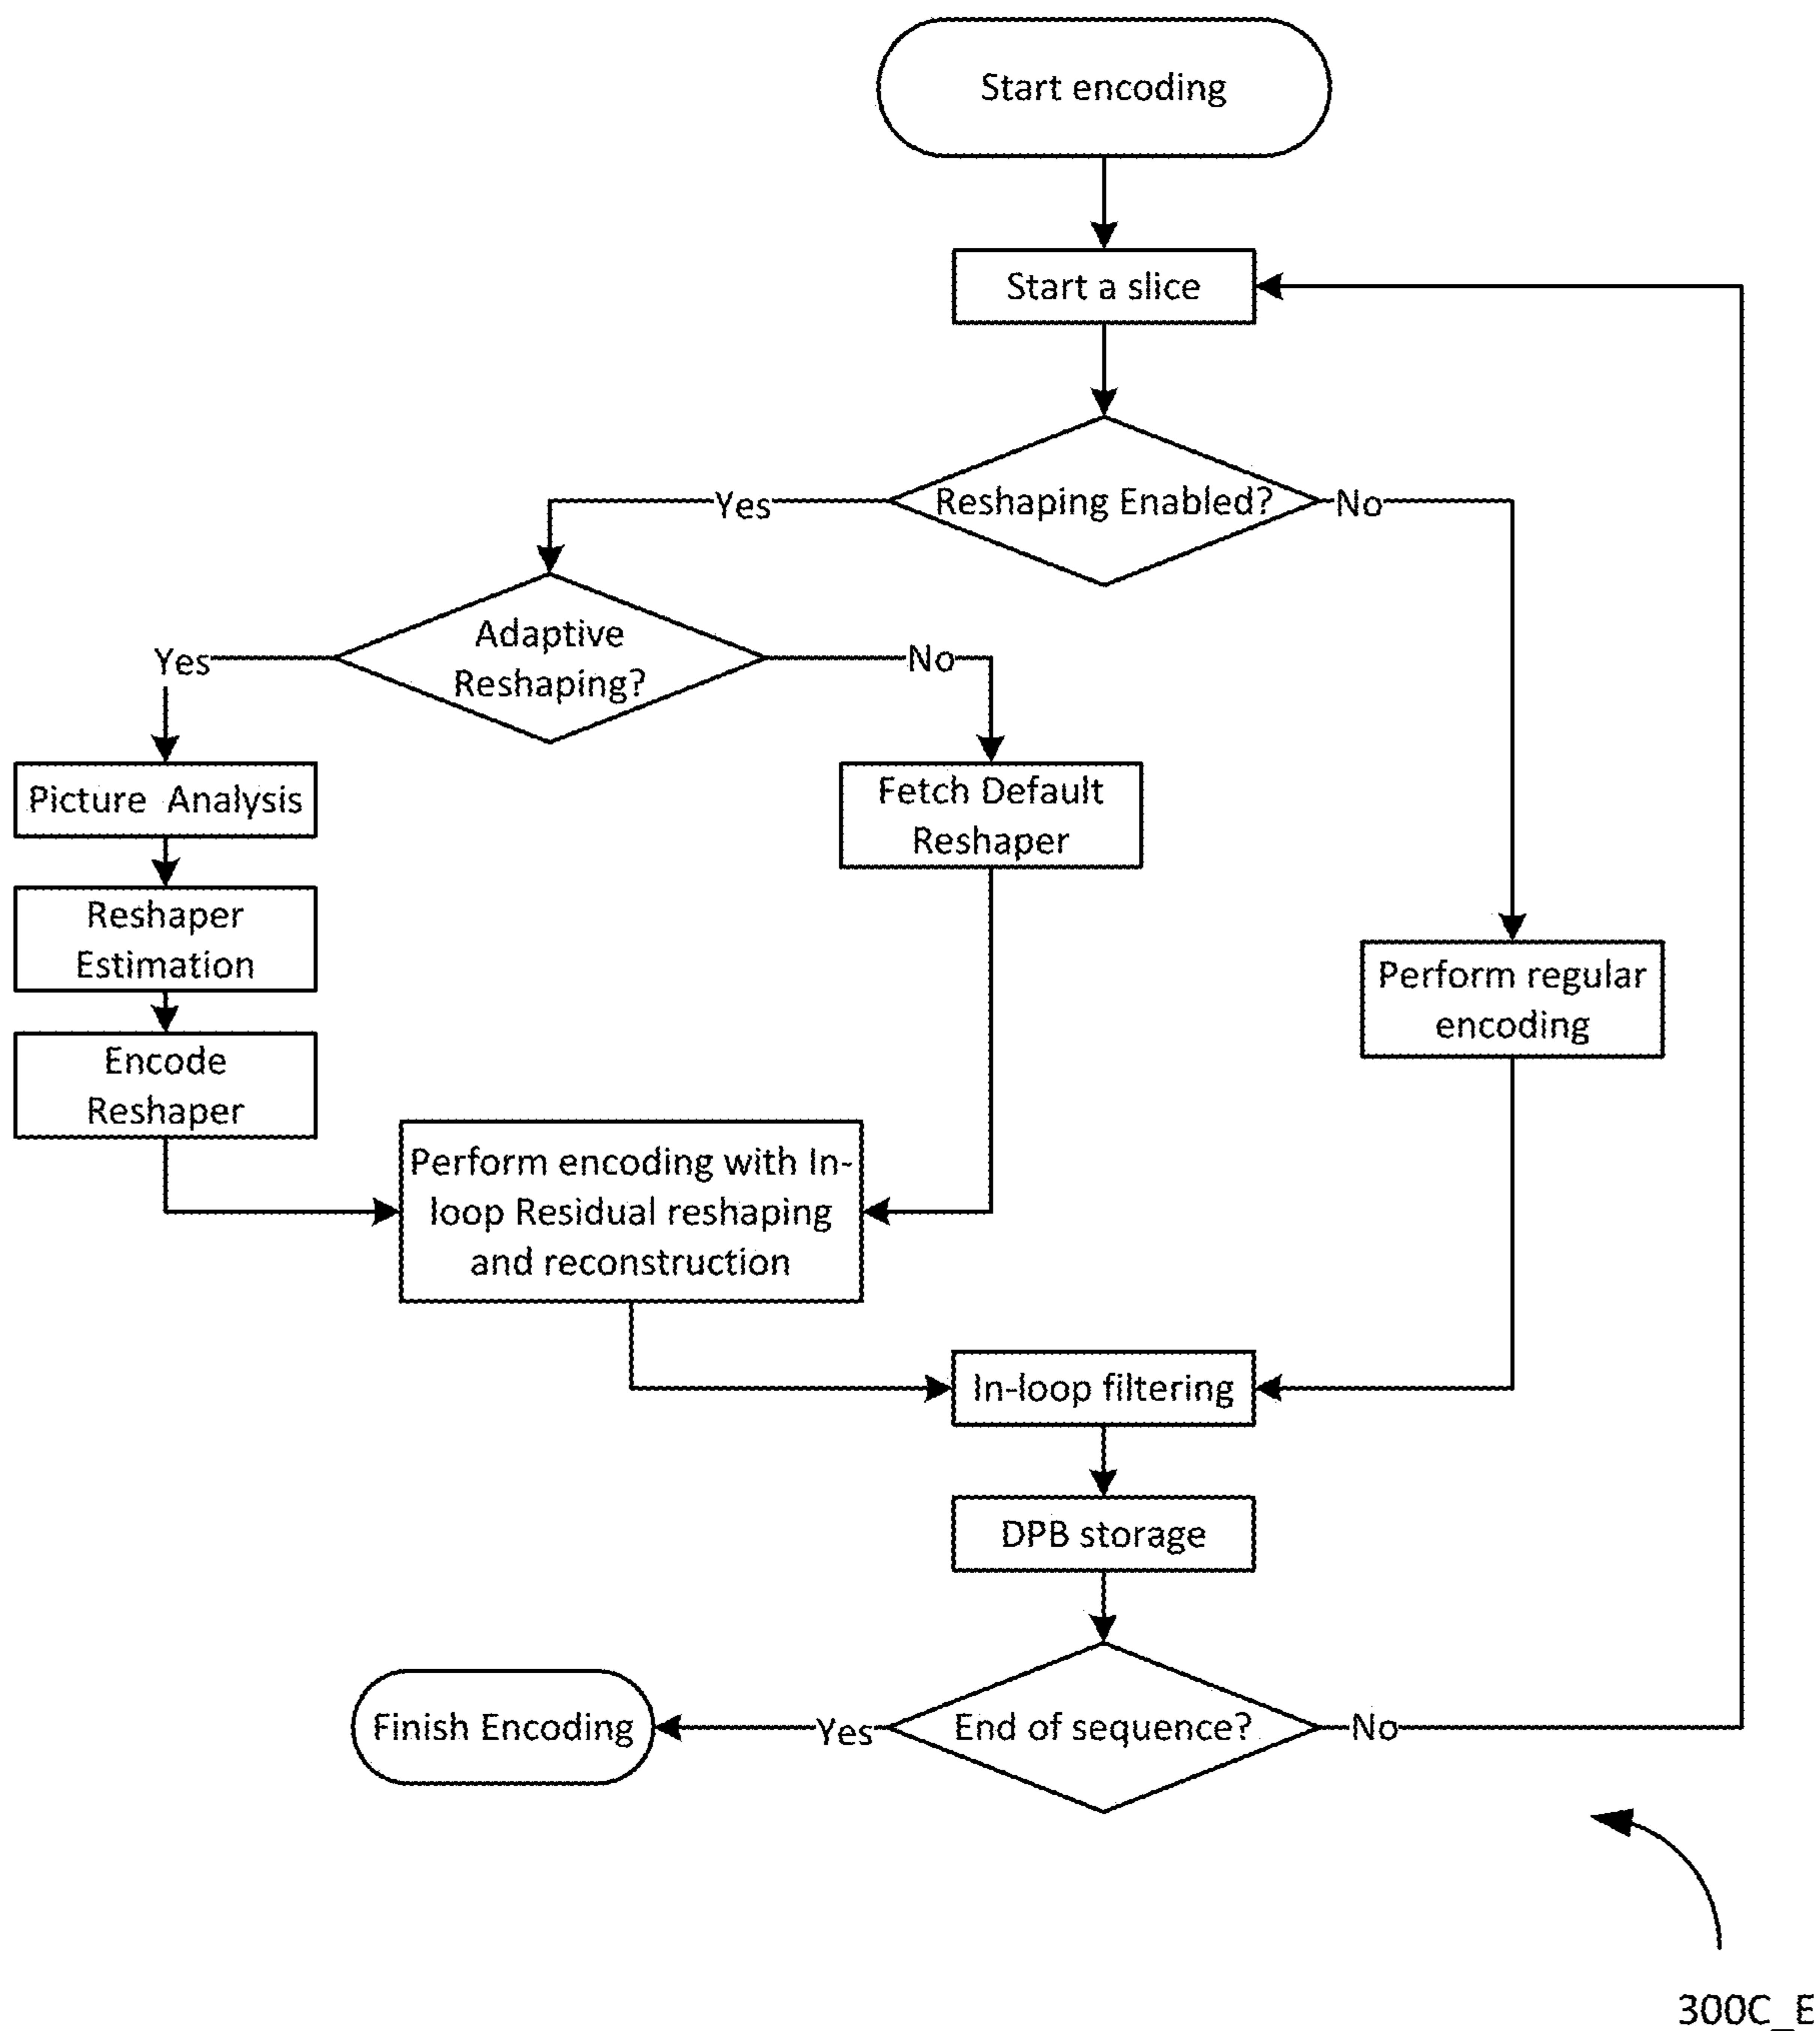 Start encoding
Start a slice
Reshaping Enabled?
Yes
No
Adaptive
Reshaping?
Yes
No
Picture Analysis
Fetch Default
Reshaper
Reshaper
Estimation
Perform regular
encoding
Encode
Reshaper
Perform encoding with In-
loop Residual reshaping
and reconstruction
In-loop filtering
DPB storage
End of sequence?
Yes
No
Finish Encoding
300C_E